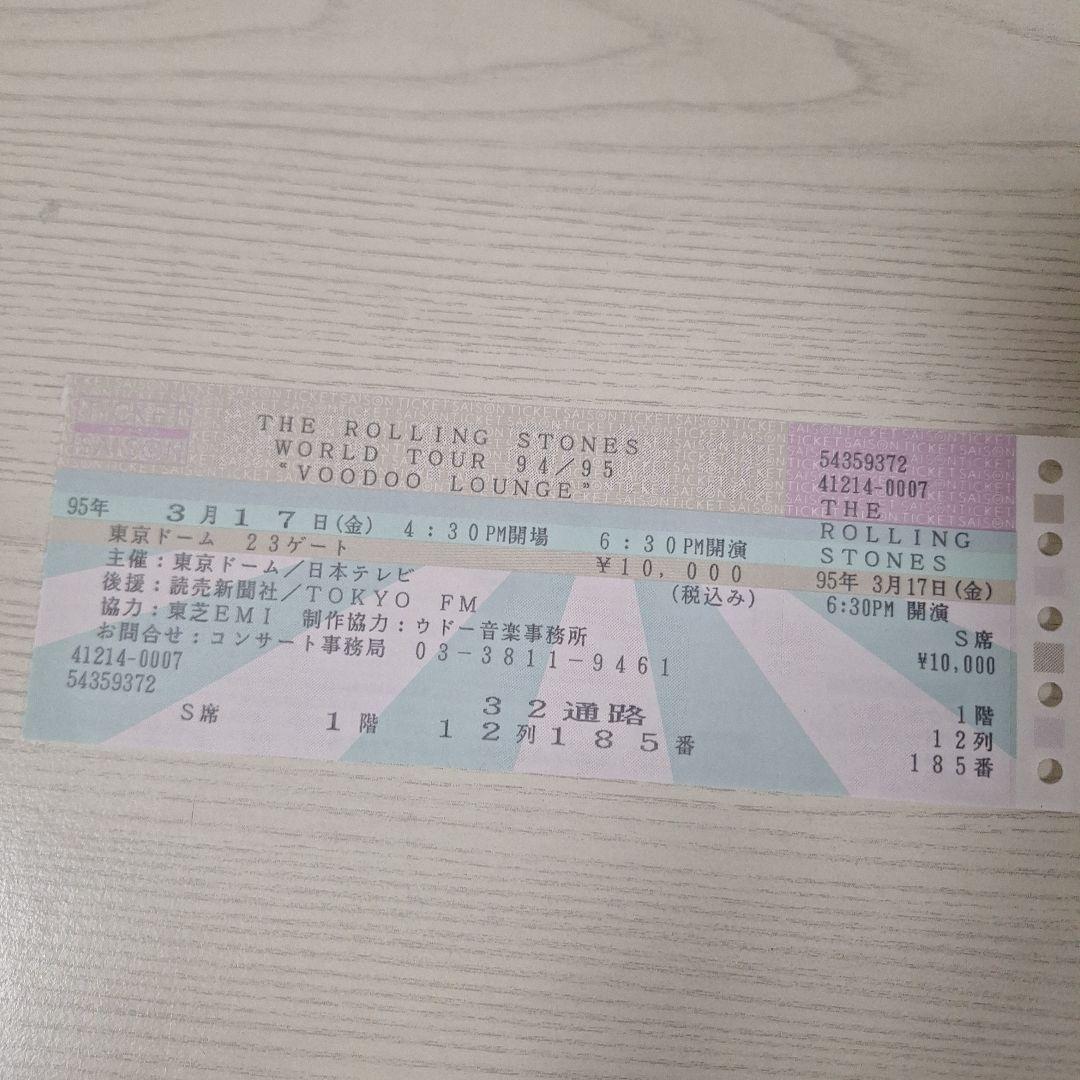 TICKET
SAISON
THE ROLLING STONES
WORLD TOUR 94/95
“VOODOO LOUNGE”
95年 3月17日(金) 4:30PM開場 6:30PM開演
東京ドーム 23ゲート ¥10,000
主催:東京ドーム/日本テレビ (税込み)
後援:読売新聞社/TOKYO FM
協力:東芝EMI 制作協力:ウドー音楽事務所
お問合せ:コンサート事務局 03-3811-9461
41214-0007
54359372
32通路
S席 1階 12列185番
54359372
41214-0007
THE
ROLLING
STONES
95年 3月17日(金)
6:30PM 開演
S席
¥10,000
1階
12列
185番